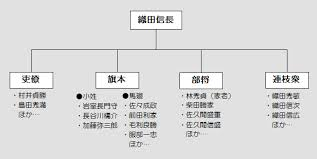 織田信長
吏僚
旗本
部将
連枝衆
・村井貞勝
・島田秀満
ほか…
●小姓
・岩室長門守
・長谷川橋介
・加藤弥三郎
●馬廻
・佐々成政
・前田利家
・毛利良勝
・服部一忠
ほか…
・林秀貞(家老)
・柴田勝家
・佐久間盛重
・佐久間信盛
ほか…
・織田秀敏
・織田信次
・織田信広
ほか…